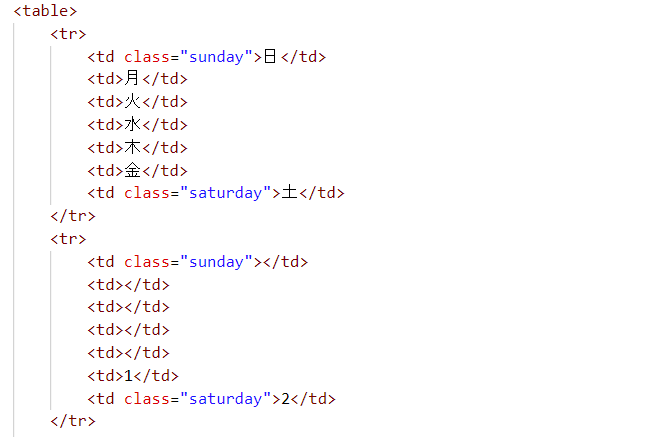 <table>
<tr>
<td class="sunday">日</td>
<td>月</td>
<td>火</td>
<td>水</td>
<td>木</td>
<td>金</td>
<td class="saturday">土</td>
</tr>
<tr>
<td class="sunday"></td>
<td></td>
<td></td>
<td></td>
<td></td>
<td>1</td>
<td class="saturday">2</td>
</tr>